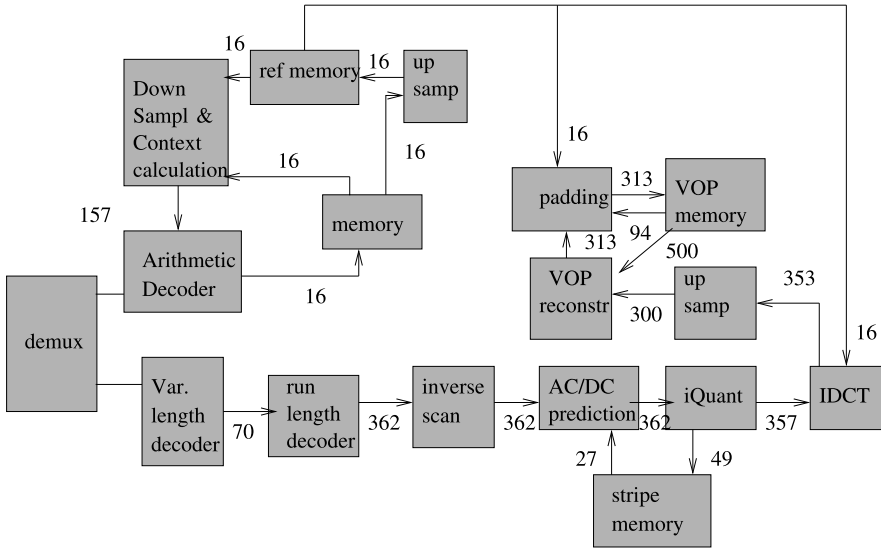 16
ref memory
16
up
samp
Down
Sampl &
Context
calculation
16
16
16
padding
313
VOP
memory
157
memory
94
313
500
Arithmetic
Decoder
16
VOP
reconstr
300
up
samp
353
demux
16
Var.
length
decoder
70
run
length
decoder
362
inverse
scan
362
AC/DC
prediction
362
iQuant
357
IDCT
27
49
stripe
memory